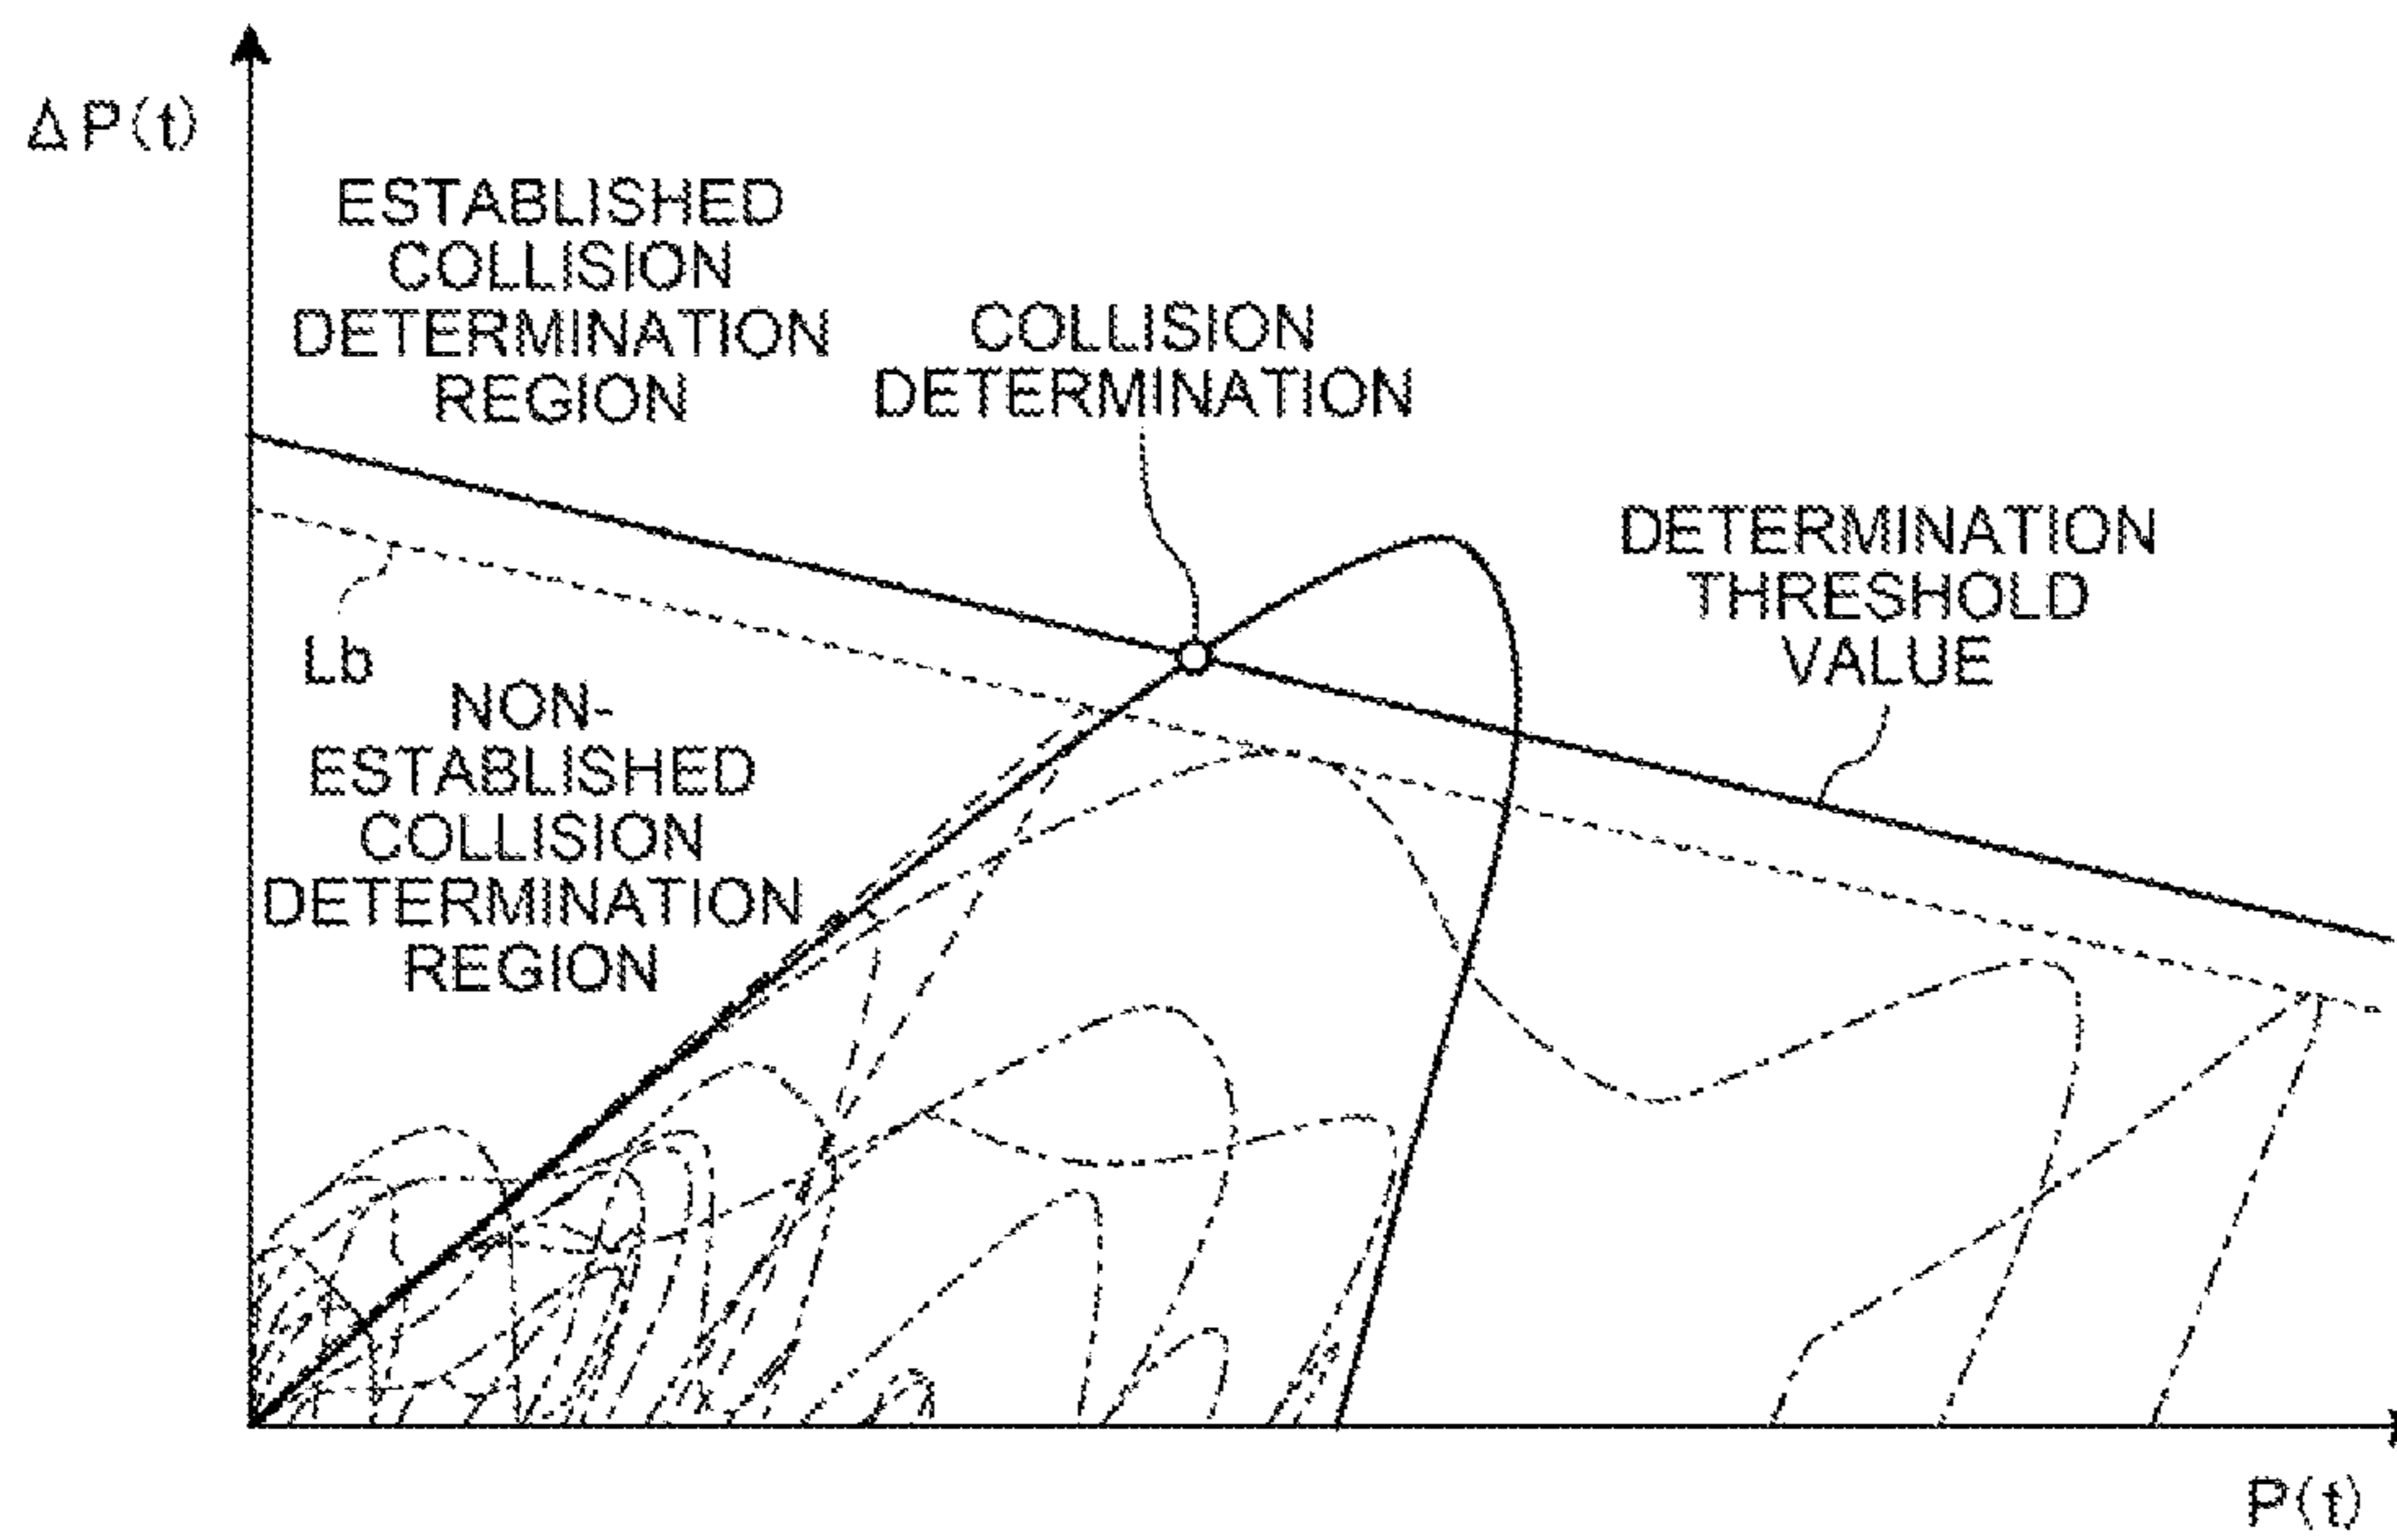 ΔP(t)
ESTABLISHED
COLLISION
DETERMINATION
REGION
COLLISION
DETERMINATION
DETERMINATION
THRESHOLD
VALUE
Lb
NON-
ESTABLISHED
COLLISION
DETERMINATION
REGION
P(t)